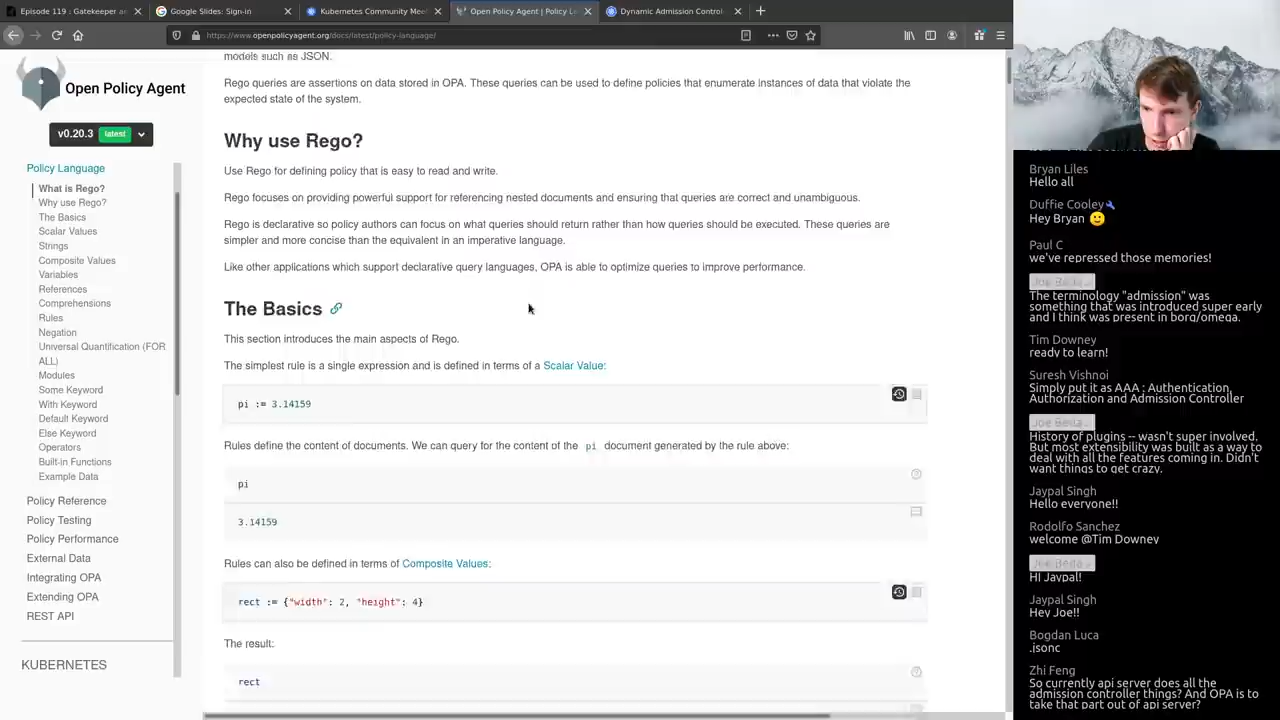 Episode 119 : Gatekeeper a
Google Slides: Sign-in
Kubernetes Community Mee
Open Policy Agent | Policy L
Dynamic Admission Contro
https://www.openpolicyagent.org/docs/latest/policy-language/
Open Policy Agent
v0.20.3 latest
Policy Language
What is Rego?
Why use Rego?
The Basics
Scalar Values
Strings
Composite Values
Variables
References
Comprehensions
Rules
Negation
Universal Quantification (FOR
ALL)
Modules
Some Keyword
With Keyword
Default Keyword
Else Keyword
Operators
Built-in Functions
Example Data
Policy Reference
Policy Testing
Policy Performance
External Data
Integrating OPA
Extending OPA
REST API
KUBERNETES
models such as JSON.
Rego queries are assertions on data stored in OPA. These queries can be used to define policies that enumerate instances of data that violate the
expected state of the system.
Why use Rego?
Use Rego for defining policy that is easy to read and write.
Rego focuses on providing powerful support for referencing nested documents and ensuring that queries are correct and unambiguous.
Rego is declarative so policy authors can focus on what queries should return rather than how queries should be executed. These queries are
simpler and more concise than the equivalent in an imperative language.
Like other applications which support declarative query languages, OPA is able to optimize queries to improve performance.
The Basics
This section introduces the main aspects of Rego.
The simplest rule is a single expression and is defined in terms of a Scalar Value:
pi := 3.14159
Rules define the content of documents. We can query for the content of the pi document generated by the rule above:
pi
3.14159
Rules can also be defined in terms of Composite Values:
rect := {"width": 2, "height": 4}
The result:
rect
Bryan Liles
Hello all
Duffie Cooley
Hey Bryan 🙂
Paul C
we've repressed those memories!
Joe Beda
The terminology "admission" was
something that was introduced super early
and I think was present in borg/omega.
Tim Downey
ready to learn!
Suresh Vishnoi
Simply put it as AAA : Authentication,
Authorization and Admission Controller
Joe Beda
History of plugins -- wasn't super involved.
But most extensibility was built as a way to
deal with all the features coming in. Didn't
want things to get crazy.
Jaypal Singh
Hello everyone!!
Rodolfo Sanchez
welcome @Tim Downey
Joe Beda
HI Jaypal!
Jaypal Singh
Hey Joe!!
Bogdan Luca
.jsonc
Zhi Feng
So currently api server does all the
admission controller things? And OPA is to
take that part out of api server?